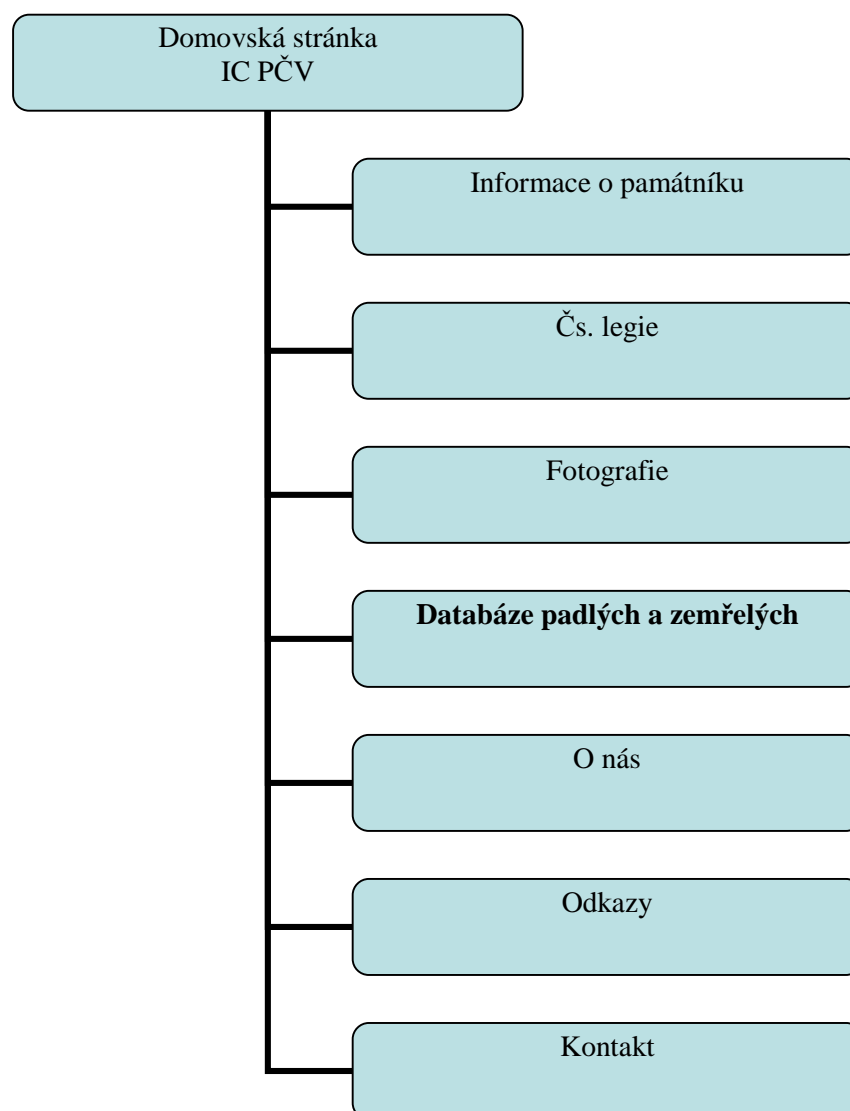 Domovská stránka
IC PČV
Informace o památníku
Čs. legie
Fotografie
Databáze padlých a zemřelých
O nás
Odkazy
Kontakt